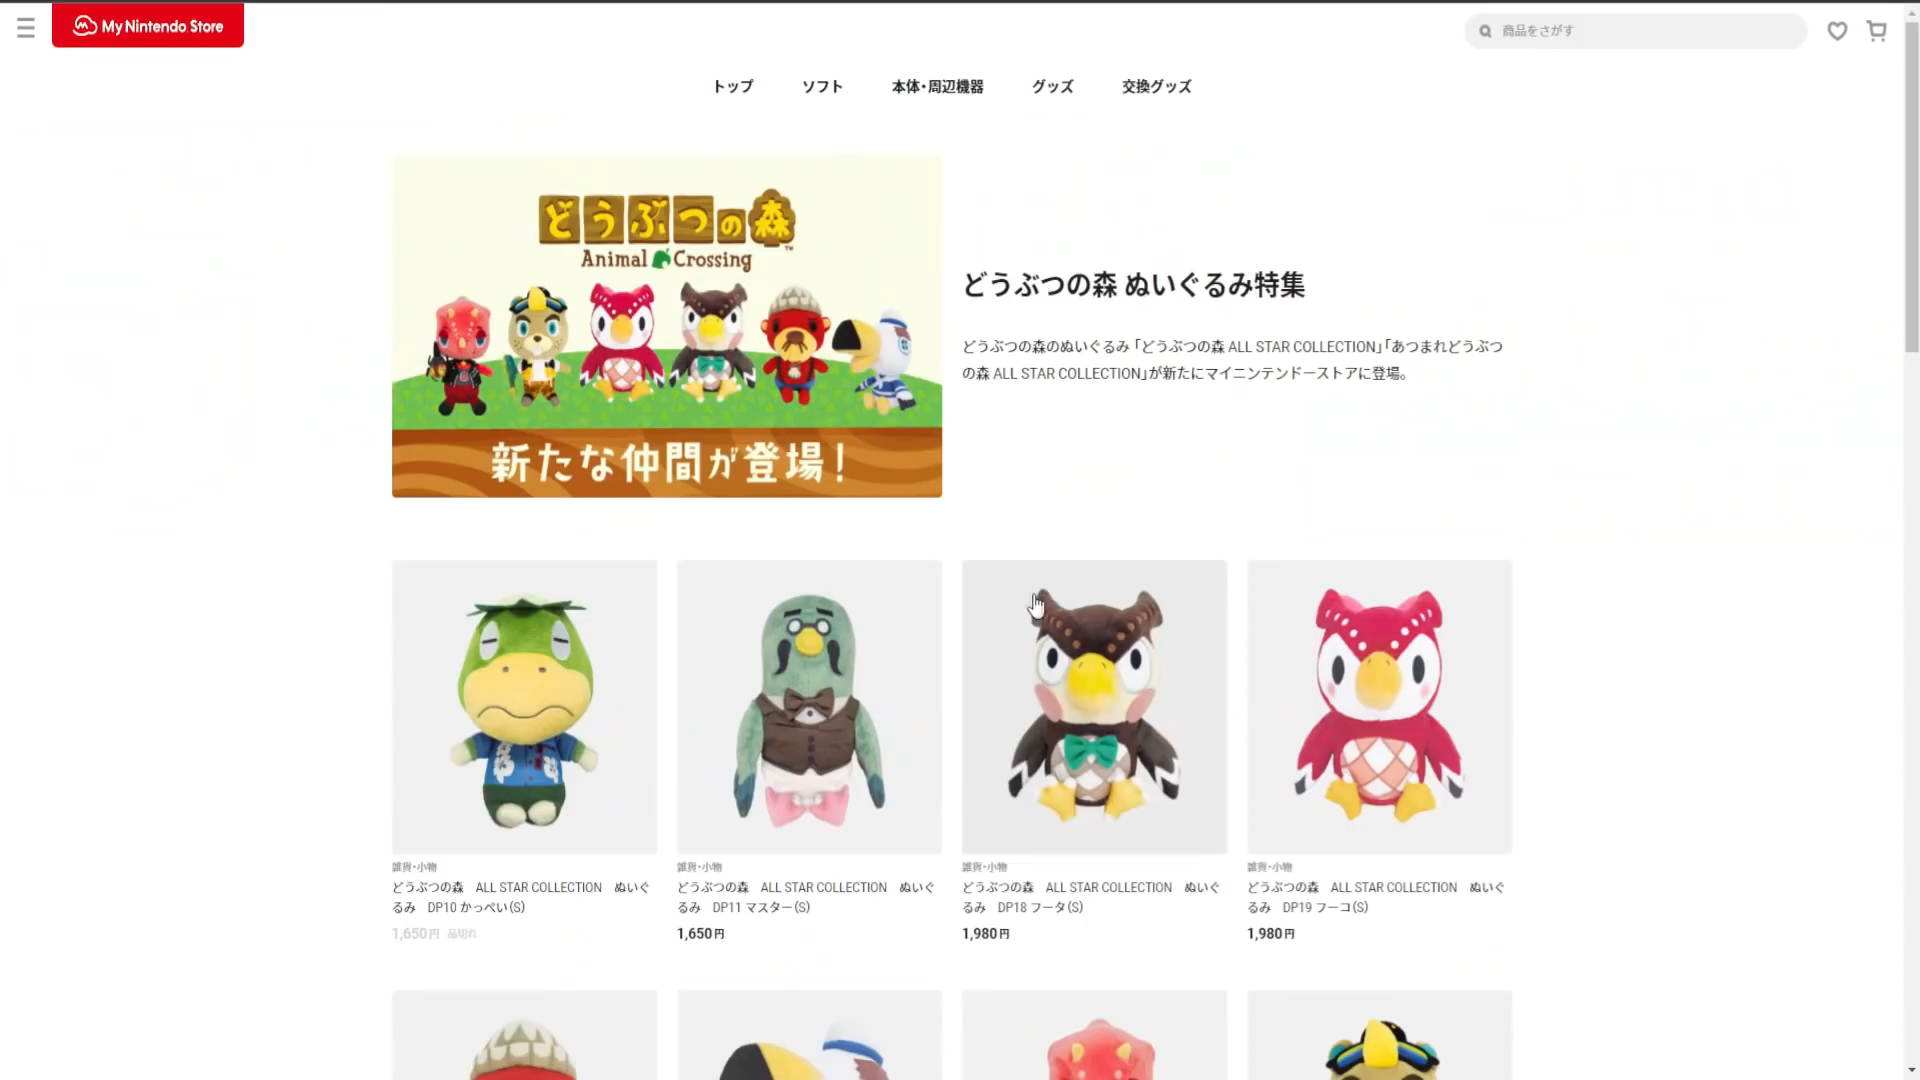 My Nintendo Store
商品をさがす
トップ ソフト 本体・周辺機器 グッズ 交換グッズ
どうぶつの森™
Animal Crossing
新たな仲間が登場！
どうぶつの森 ぬいぐるみ特集
どうぶつの森のぬいぐるみ「どうぶつの森 ALL STAR COLLECTION」「あつまれどうぶつ
の森 ALL STAR COLLECTION」が新たにマイニンテンドーストアに登場。
雑貨・小物
どうぶつの森　ALL STAR COLLECTION　ぬいぐ
るみ　DP10 かっぺい(S)
1,650円 品切れ
雑貨・小物
どうぶつの森　ALL STAR COLLECTION　ぬいぐ
るみ　DP11 マスター(S)
1,650円
雑貨・小物
どうぶつの森　ALL STAR COLLECTION　ぬいぐ
るみ　DP18 フータ(S)
1,980円
雑貨・小物
どうぶつの森　ALL STAR COLLECTION　ぬいぐ
るみ　DP19 フーコ(S)
1,980円